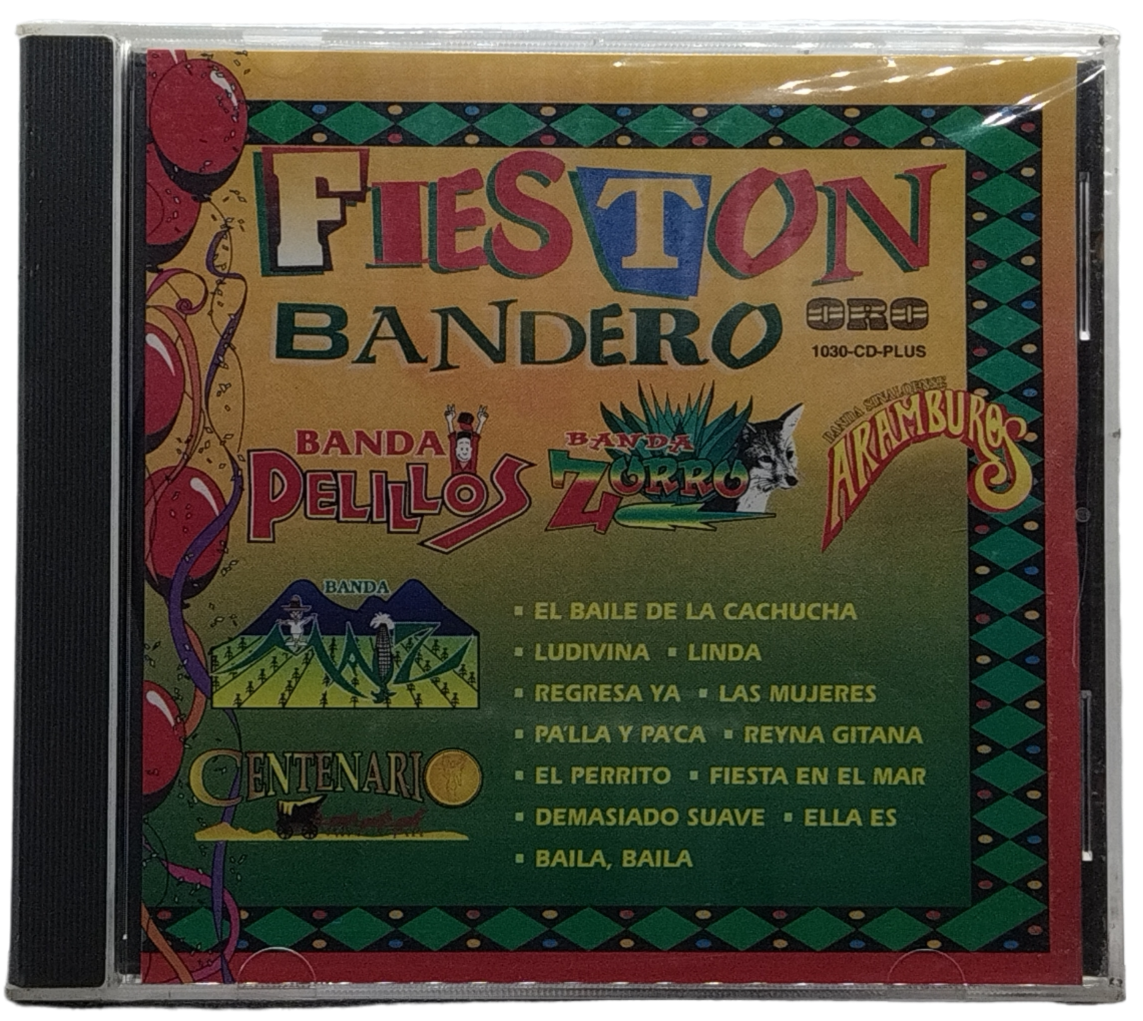 FIESTON
BANDERO
ORO
1030-CD-PLUS
BANDA
PELILLOS
BANDA
ZORRO
BANDA SINALOENSE
ARAMBUROS
BANDA
MAIZ
CENTENARIO
▪ EL BAILE DE LA CACHUCHA
▪ LUDIVINA ▪ LINDA
▪ REGRESA YA ▪ LAS MUJERES
▪ PA'LLA Y PA'CA ▪ REYNA GITANA
▪ EL PERRITO ▪ FIESTA EN EL MAR
▪ DEMASIADO SUAVE ▪ ELLA ES
▪ BAILA, BAILA